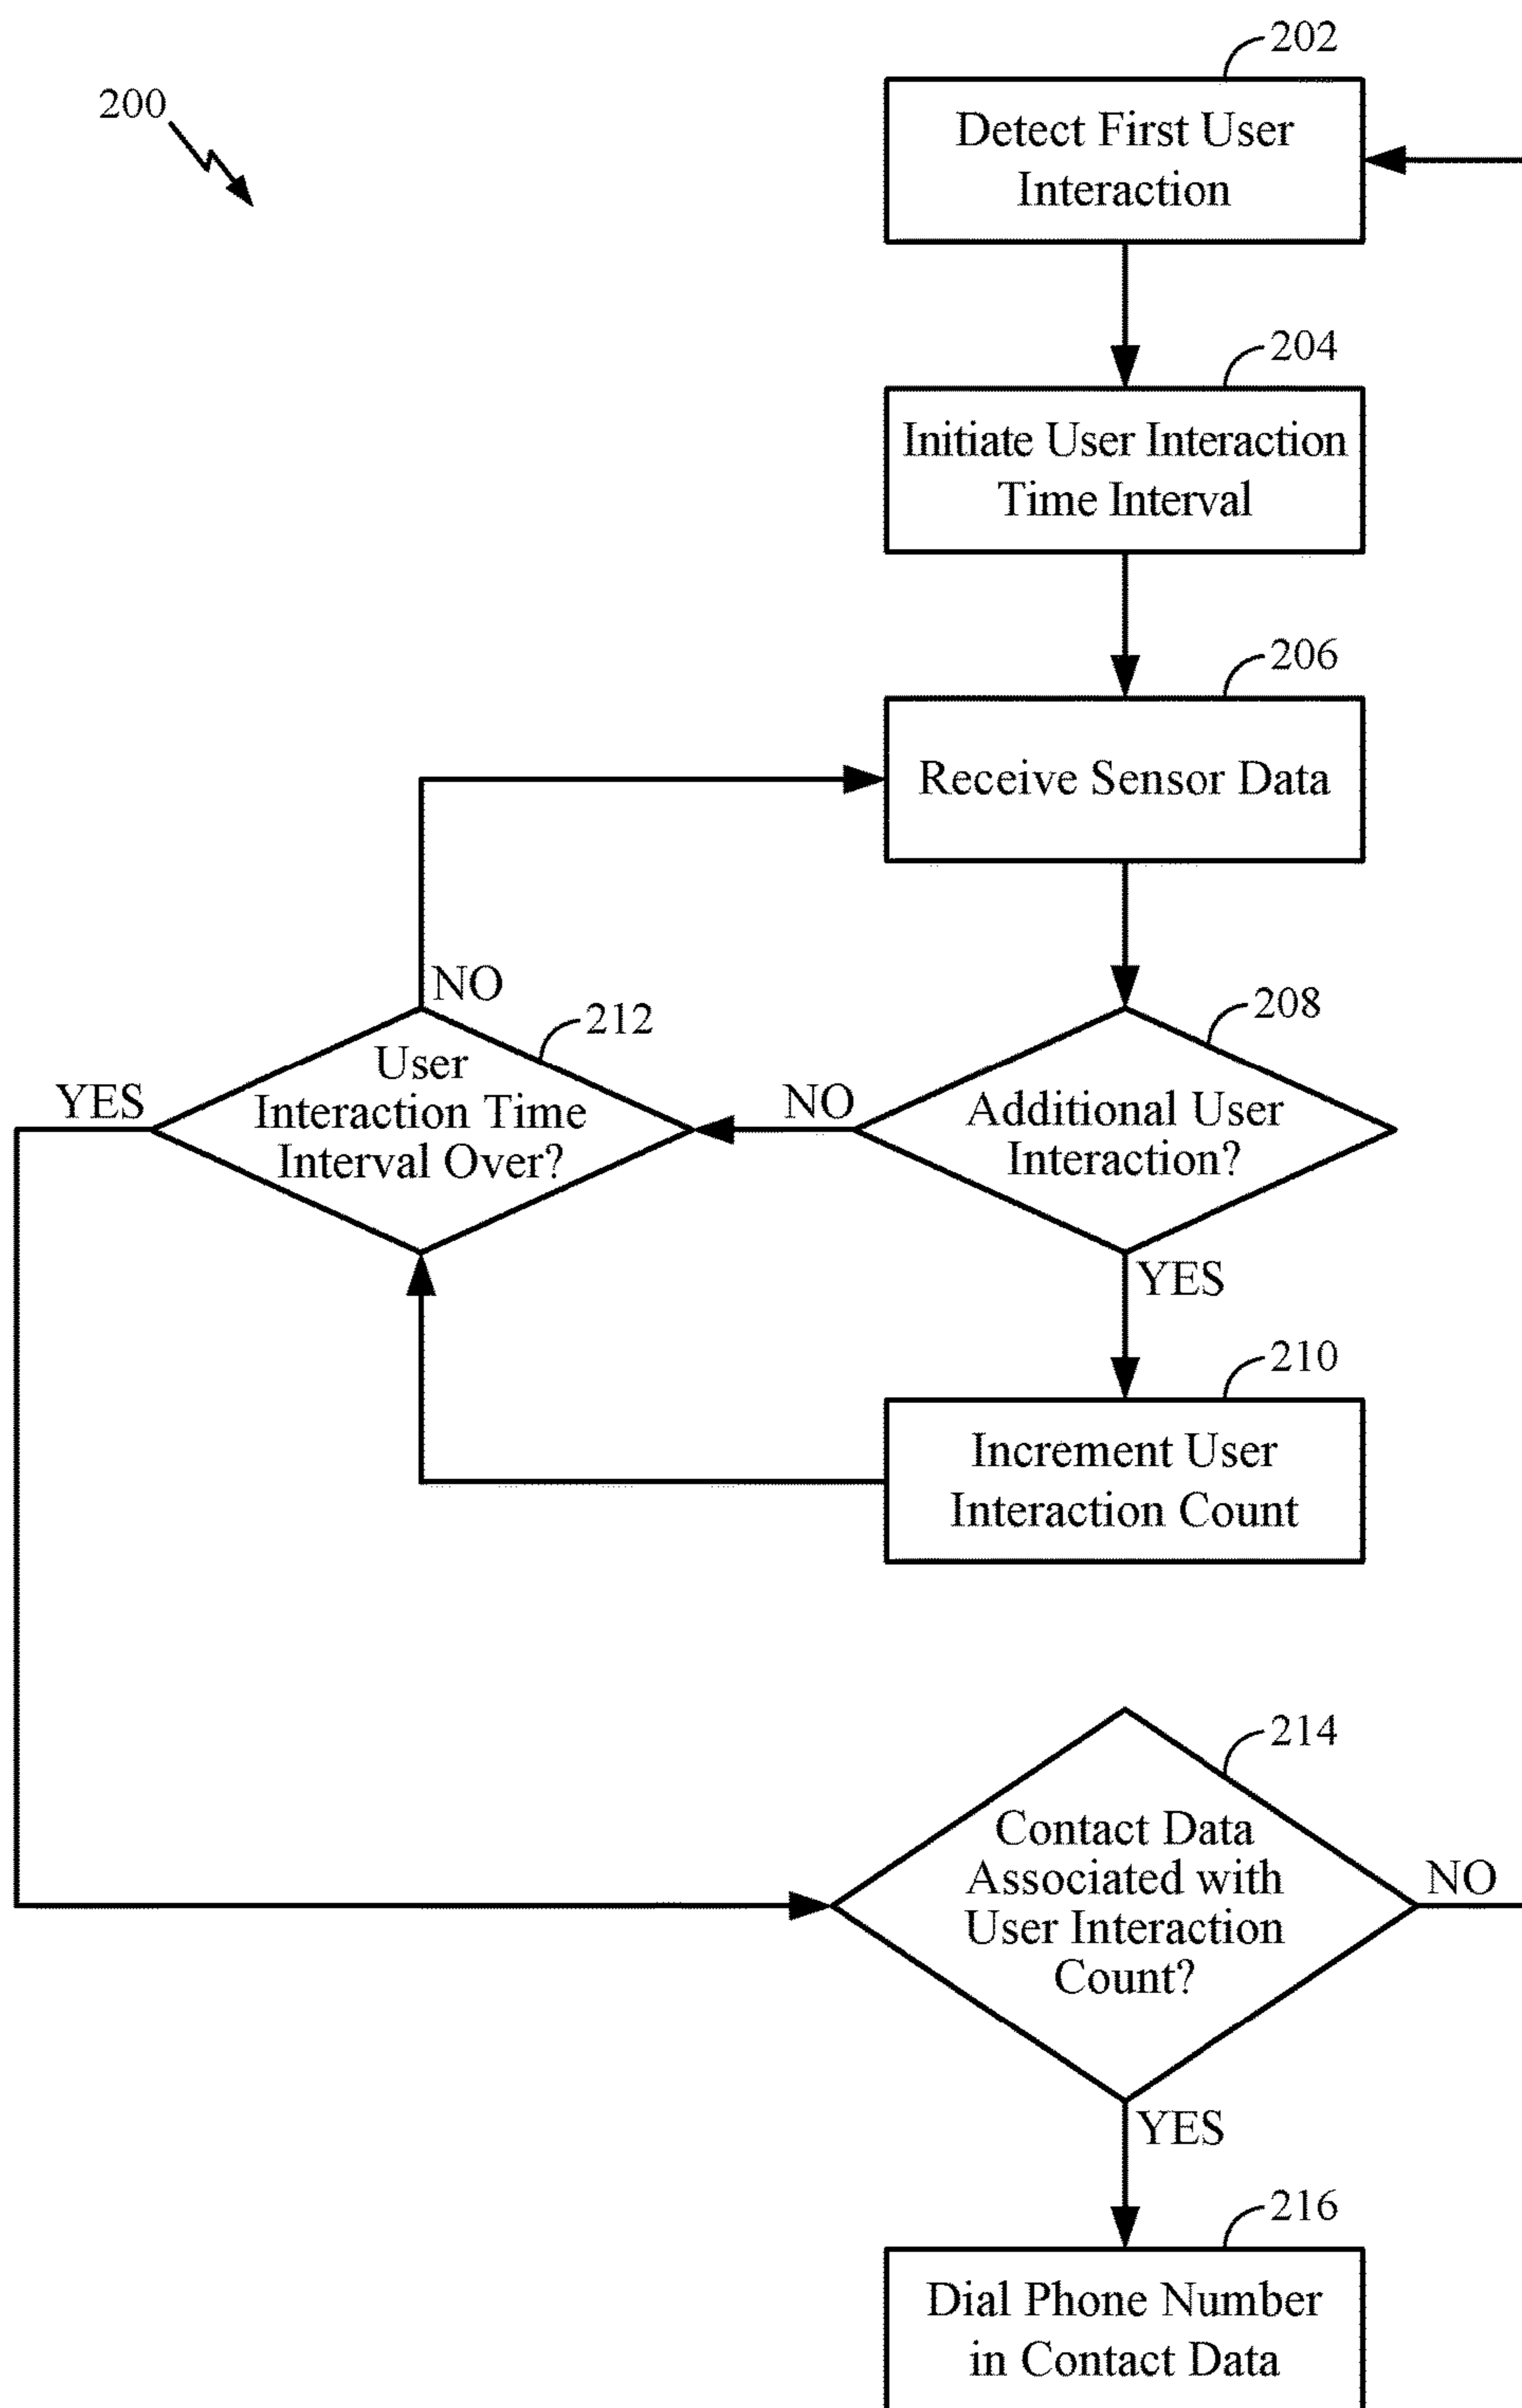 202
200
Detect First User
Interaction
204
Initiate User Interaction
Time Interval
206
Receive Sensor Data
NO
212
208
YES
User
Interaction Time
Interval Over?
NO
Additional User
Interaction?
YES
210
Increment User
Interaction Count
214
Contact Data
Associated with
User Interaction
Count?
NO
YES
216
Dial Phone Number
in Contact Data